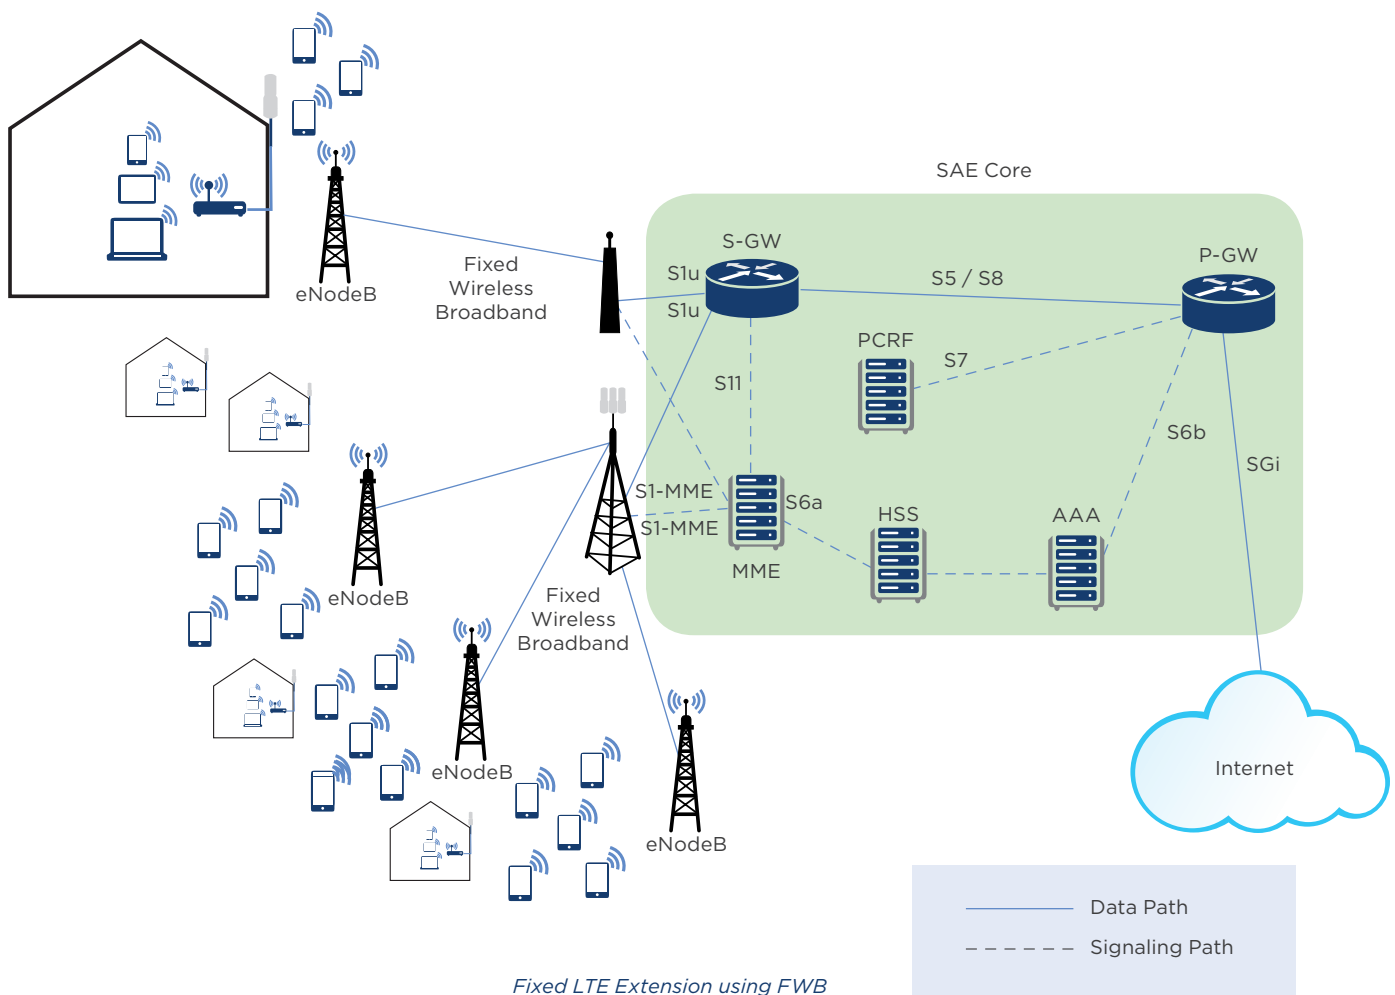 SAE Core
S-GW
P-GW
Fixed
Wireless
Broadband
S1u
S1u
S5 / S8
eNodeB
PCRF
S7
S11
S6b
SGi
S1-MME
S6a
S1-MME
HSS
AAA
MME
eNodeB
Fixed
Wireless
Broadband
eNodeB
Internet
eNodeB
Data Path
Signaling Path
Fixed LTE Extension using FWB